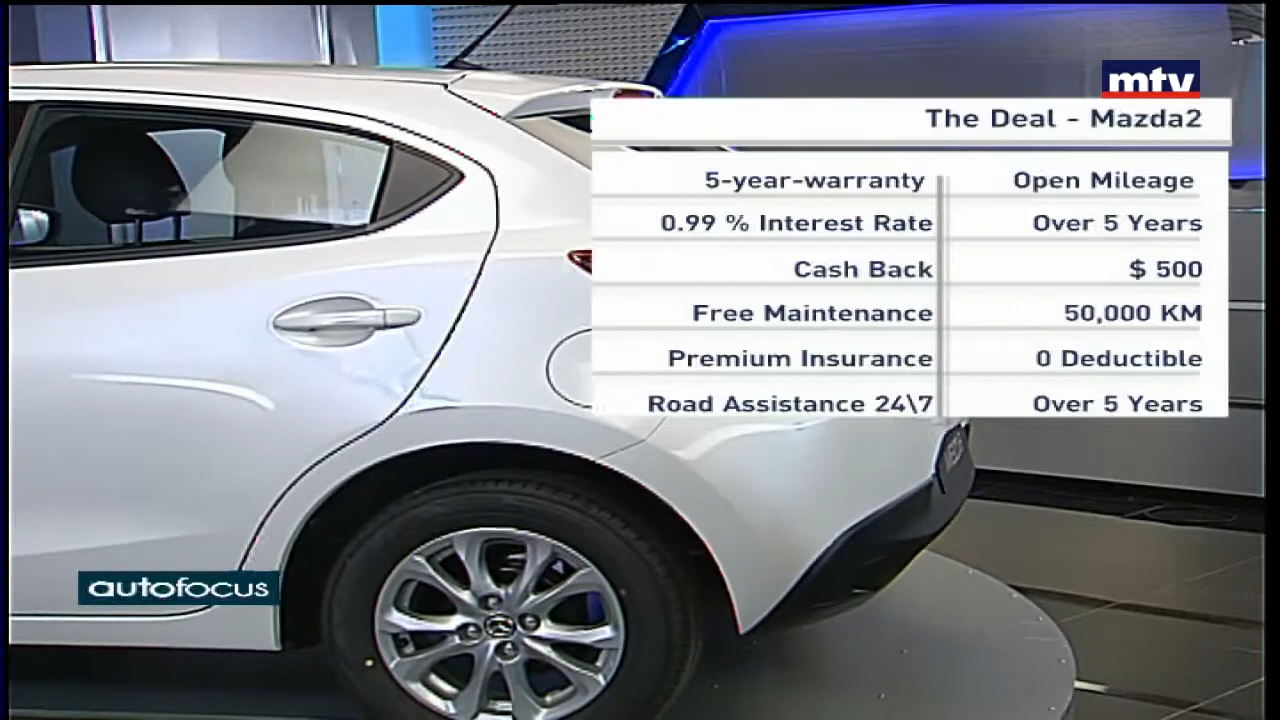 mtv
The Deal - Mazda2
5-year-warranty Open Mileage
0.99 % Interest Rate Over 5 Years
Cash Back $ 500
Free Maintenance 50,000 KM
Premium Insurance 0 Deductible
Road Assistance 24\7 Over 5 Years
autofocus